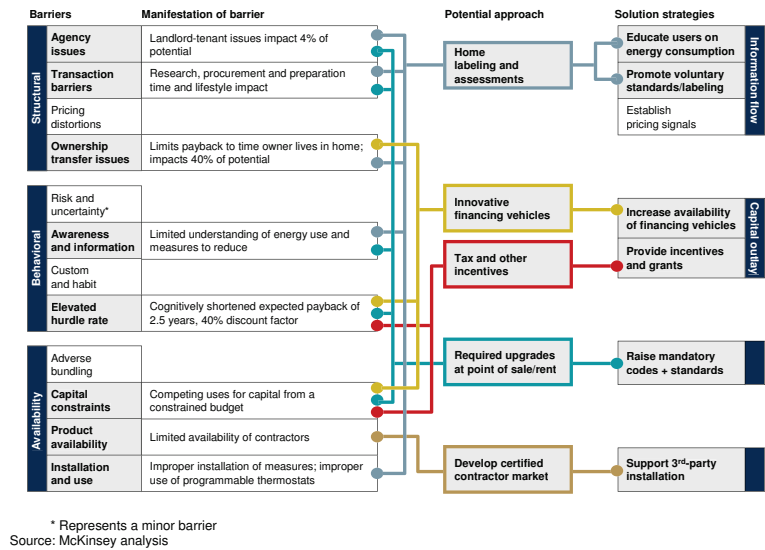 Barriers
Manifestation of barrier
Potential approach
Solution strategies
Structural
Agency
issues
Landlord-tenant issues impact 4% of
potential
Transaction
barriers
Research, procurement and preparation
time and lifestyle impact
Pricing
distortions
Ownership
transfer issues
Limits payback to time owner lives in home;
impacts 40% of potential
Behavioral
Risk and
uncertainty*
Awareness
and information
Limited understanding of energy use and
measures to reduce
Custom
and habit
Elevated
hurdle rate
Cognitively shortened expected payback of
2.5 years, 40% discount factor
Availability
Adverse
bundling
Capital
constraints
Competing uses for capital from a
constrained budget
Product
availability
Limited availability of contractors
Installation
and use
Improper installation of measures; improper
use of programmable thermostats
Home
labeling and
assessments
Innovative
financing vehicles
Tax and other
incentives
Required upgrades
at point of sale/rent
Develop certified
contractor market
Educate users on
energy consumption
Promote voluntary
standards/labeling
Establish
pricing signals
Information flow
Increase availability
of financing vehicles
Provide incentives
and grants
Capital outlay
Raise mandatory
codes + standards
Support 3rd-party
installation
* Represents a minor barrier
Source: McKinsey analysis